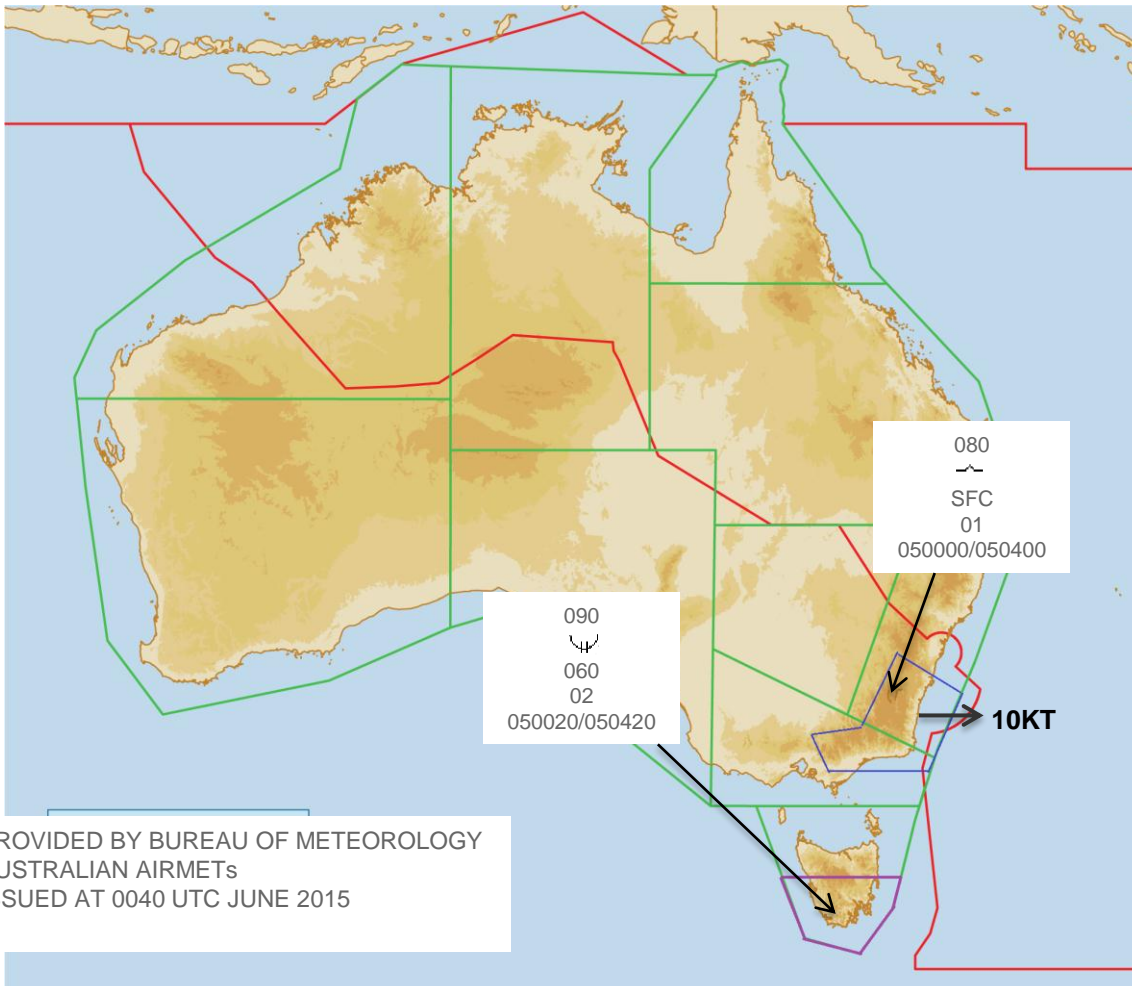 080
SFC
01
050000/050400
090
060
02
050020/050420
10KT
ROVIDED BY BUREAU OF METEOROLOGY
USTRALIAN AIRMETs
SUED AT 0040 UTC JUNE 2015